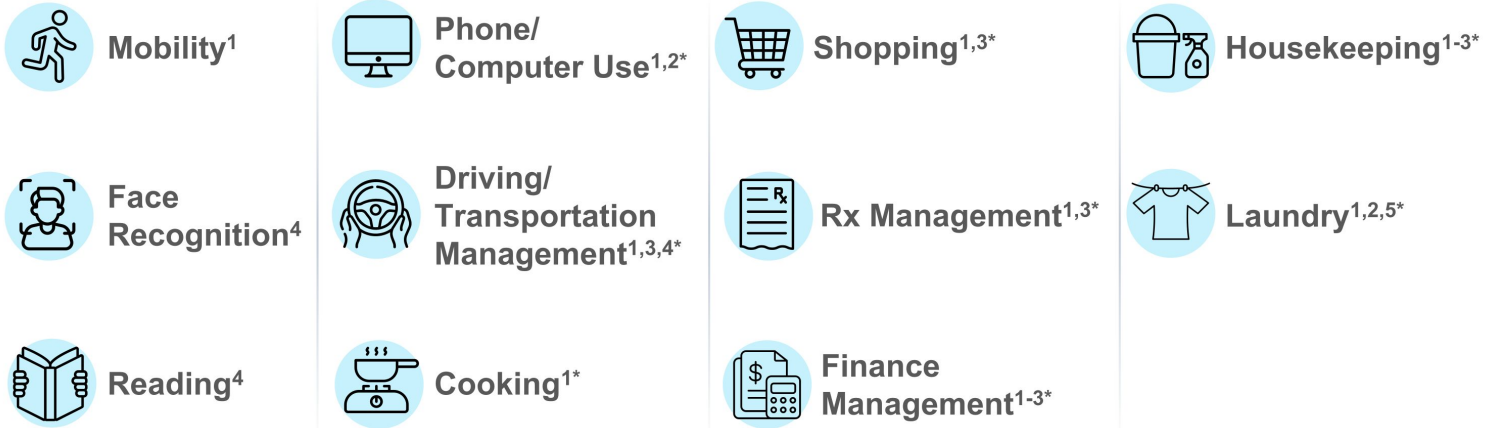 Mobility¹
Phone/
Computer Use¹,²*
Shopping¹,³*
Housekeeping¹-³*
Face
Recognition⁴
Driving/
Transportation
Management¹,³,⁴*
Rx
Rx Management¹,³*
Laundry¹,²,⁵*
Reading⁴
Cooking¹*
$
Finance
Management¹-³*